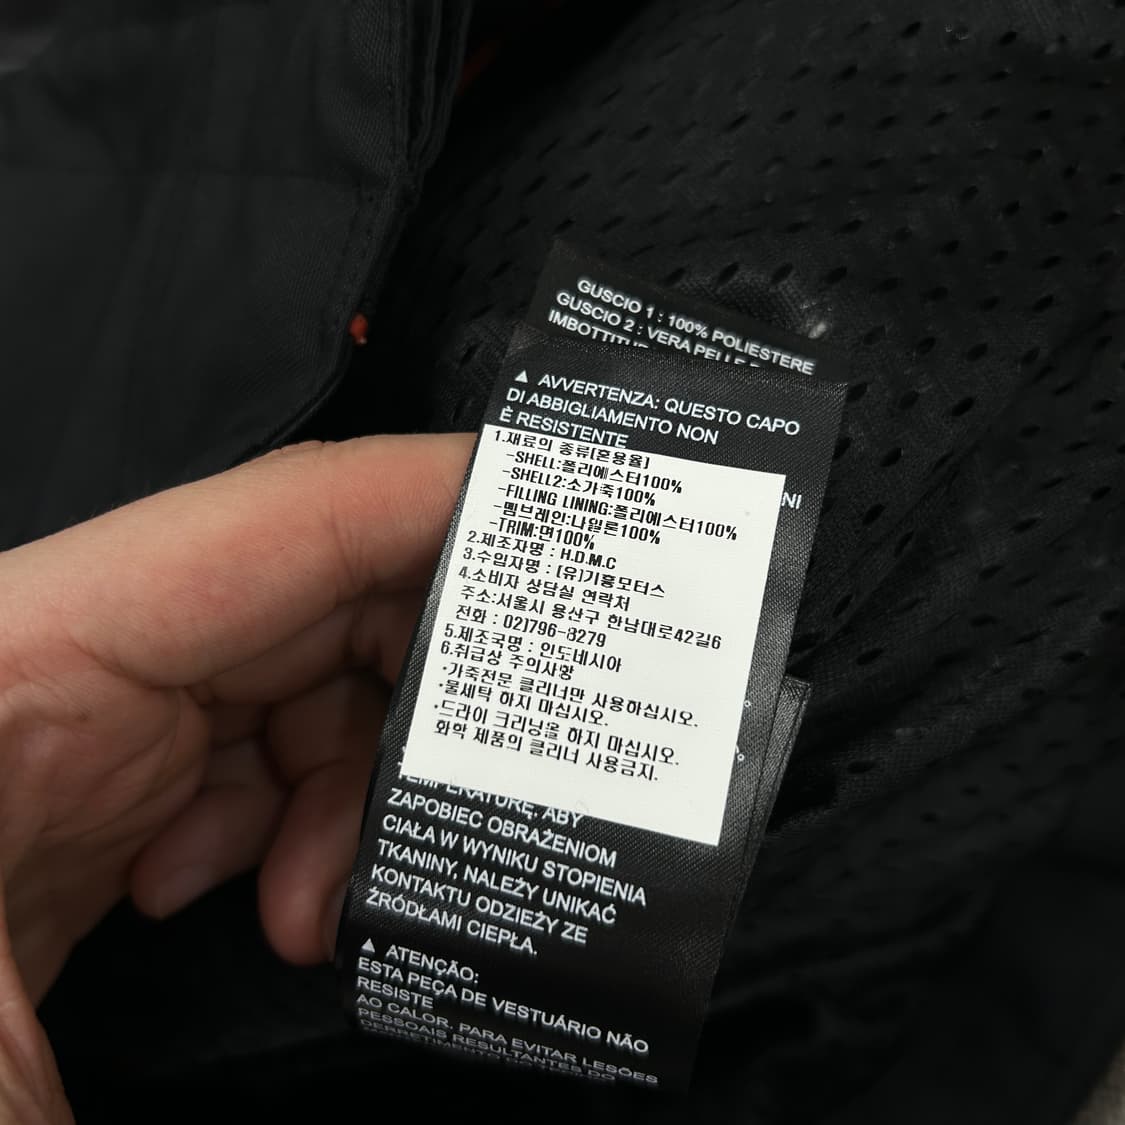 GUSCIO 1 : 100% POLIESTERE
GUSCIO 2 : VERA PELLE
▲ AVVERTENZA: QUESTO CAPO
DI ABBIGLIAMENTO NON
È RESISTENTE
NI
1.재료의 종류[혼용율]
-SHELL:폴리에스터100%
-SHELL2:소가죽100%
-FILLING LINING:폴리에스터100%
-멤브레인:나일론100%
-TRIM:면100%
2.제조자명 : H.D.M.C
3.수입자명 : [유]기흥모터스
4.소비자 상담실 연락처
주소:서울시 용산구 한남대로42길6
전화 : 02)796-8279
5.제조국명 : 인도네시아
6.취급상 주의사항
·가죽전문 클리너만 사용하십시오.
·물세탁 하지 마십시오.
·드라이 크리닝을 하지 마십시오.
화학 제품의 클리너 사용금지.
TEMPERATURĘ. ABY
ZAPOBIEC OBRAŻENIOM
CIAŁA W WYNIKU STOPIENIA
TKANINY, NALEŻY UNIKAĆ
KONTAKTU ODZIEŻY ZE
ŹRÓDŁAMI CIEPŁA.
▲ ATENÇÃO:
ESTA PEÇA DE VESTUÁRIO NÃO
RESISTE
AO CALOR. PARA EVITAR LESÕES
PESSOAIS RESULTANTES DO